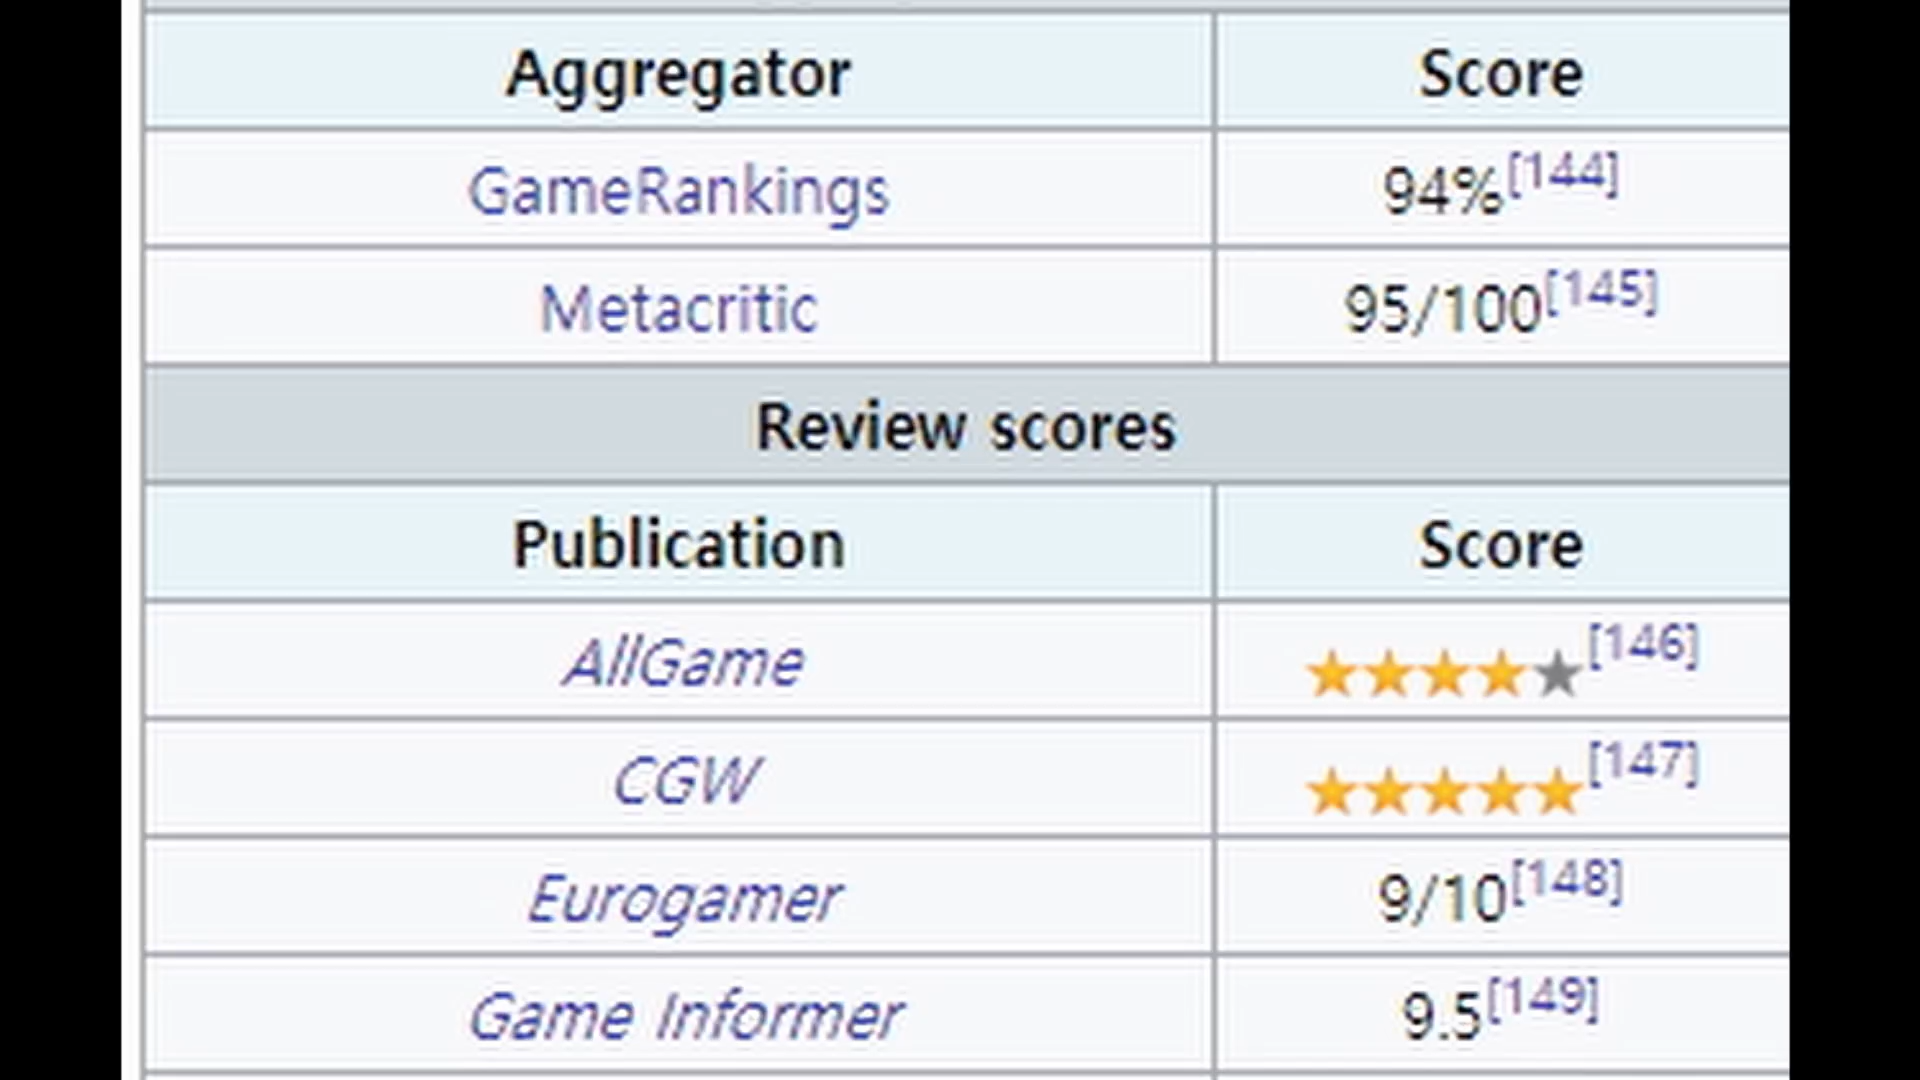 Aggregator Score
GameRankings 94%[144]
Metacritic 95/100[145]
Review scores
Publication Score
AllGame ★★★★★[146]
CGW ★★★★★[147]
Eurogamer 9/10[148]
Game Informer 9.5[149]